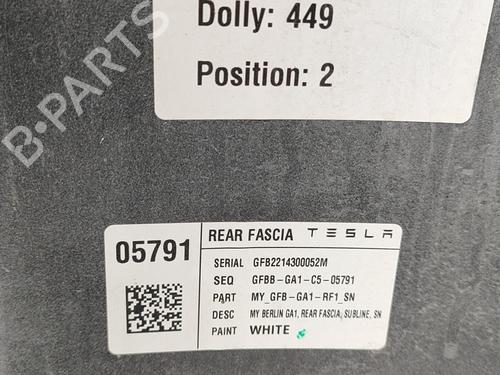 B-PARTS
Dolly: 449
Position: 2
05791
REAR FASCIA TESLA
SERIAL GFB2214300052M
SEQ GFBB-GA1-C5-05791
PART MY_GFB-GA1-RF1_SN
DESC MY BERLIN GA1, REAR FASCIA, SUBLINE, SN
PAINT WHITE